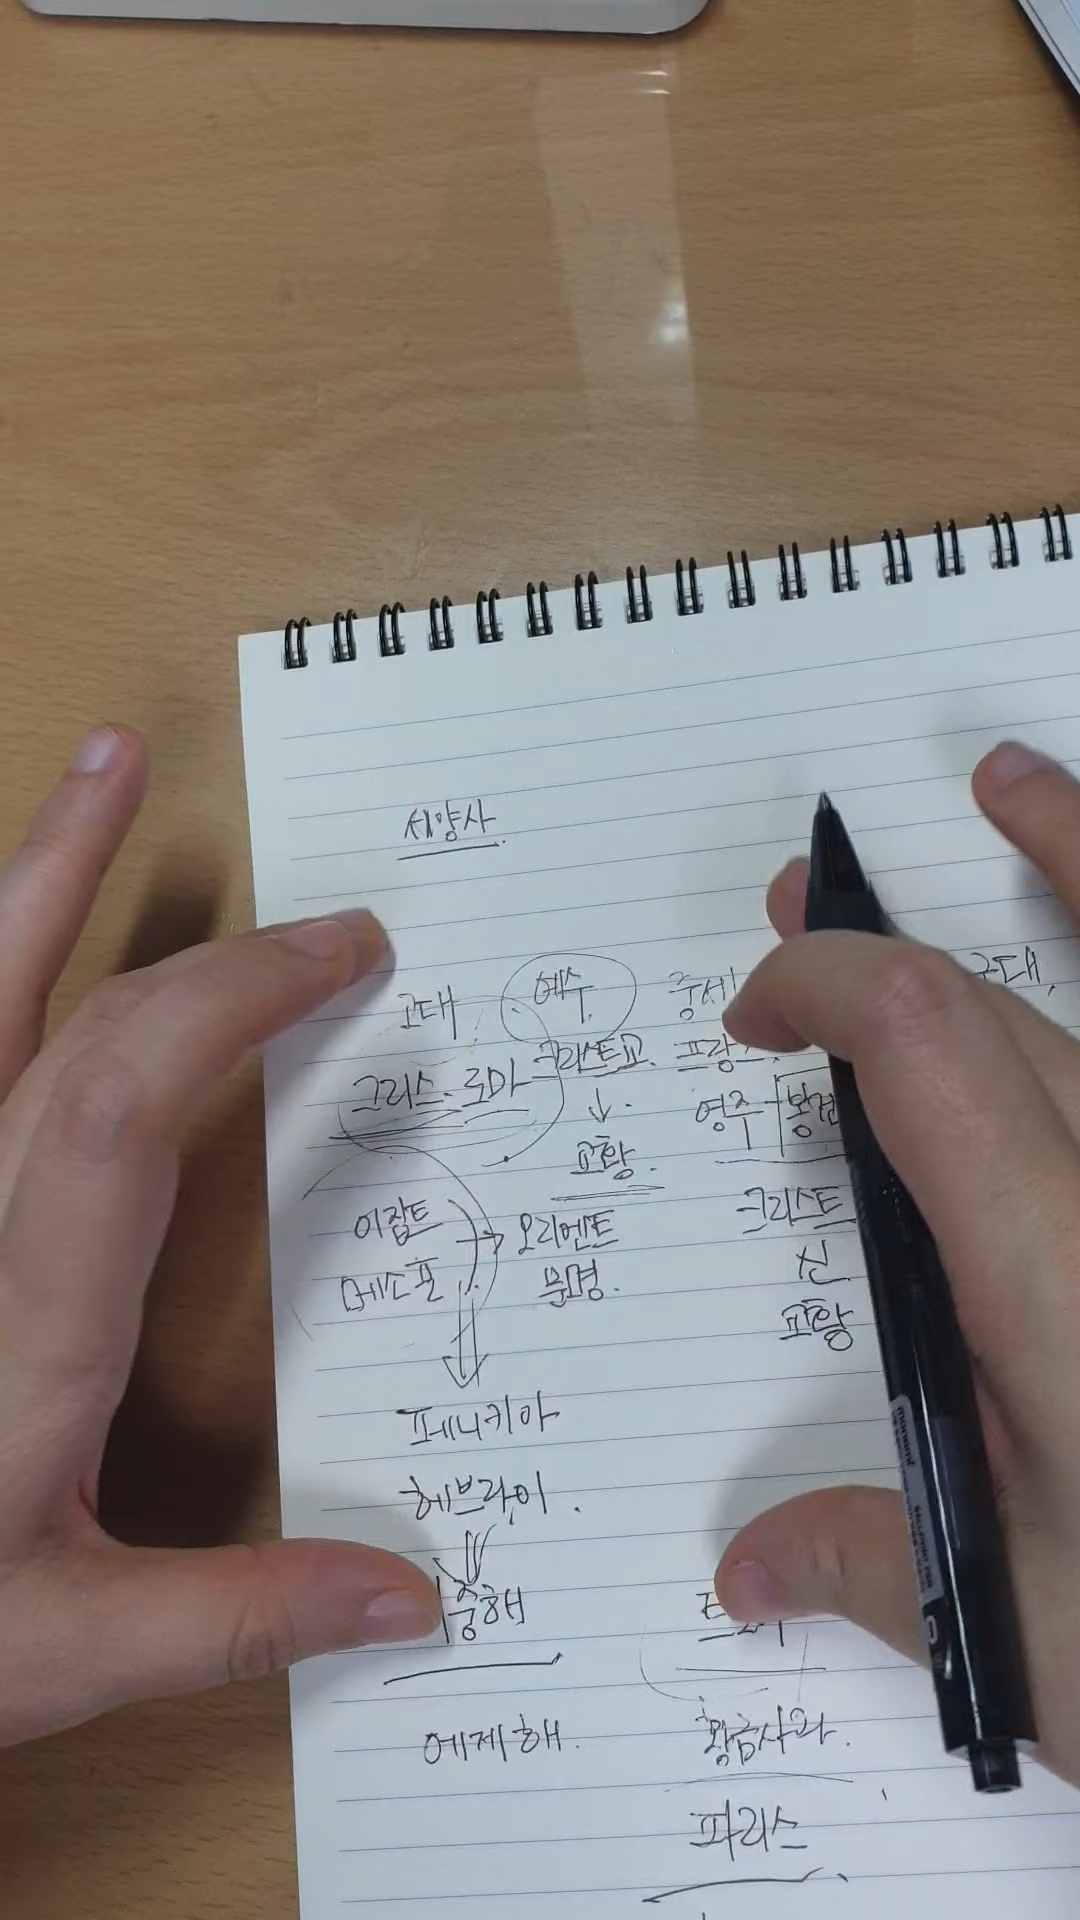 서양사.
고대 예수. 중세 근대,
그리스. 로마 크리스트교. 프랑스.
↓. 영주 봉건
교황.
이집트 → 오리엔트 크리스트
메소포 문명. 신
교황
페니키아
헤브라이.
지중해
에게해. 황금사과.
파리스